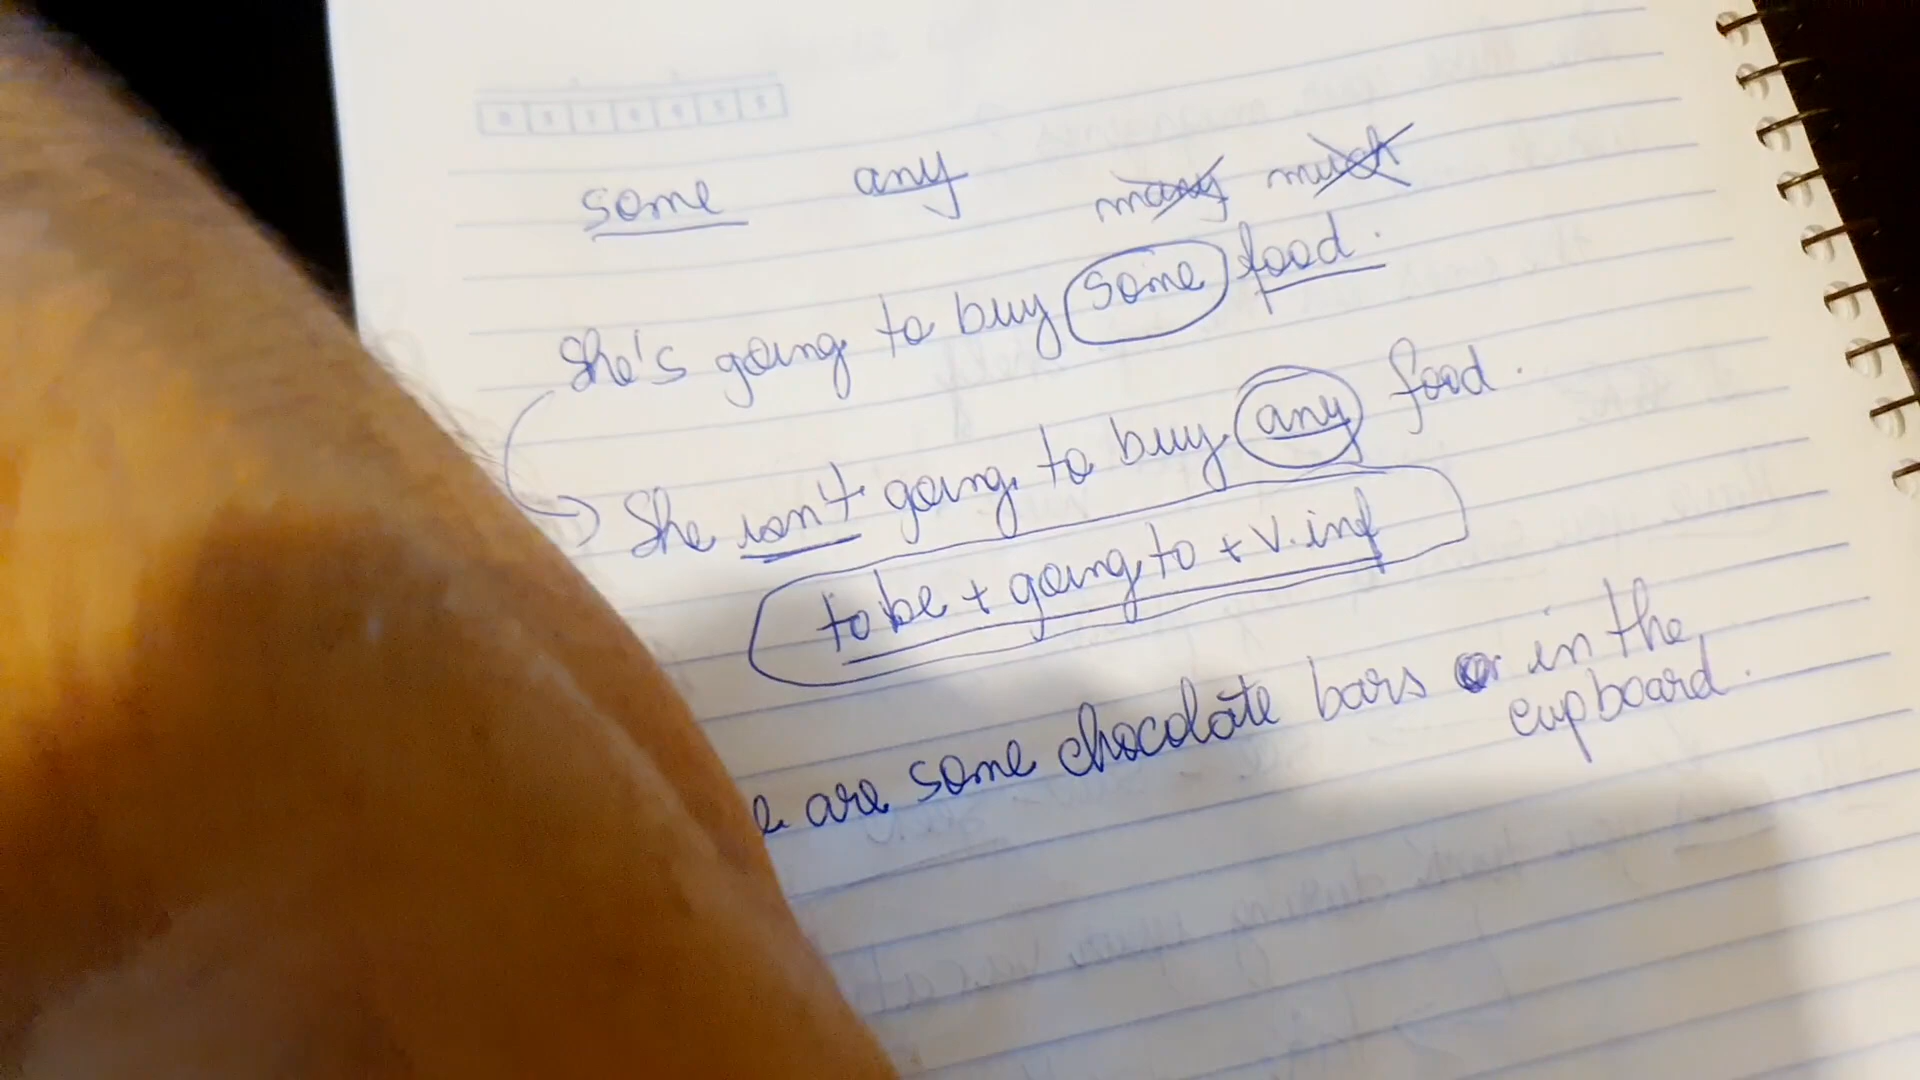 some any many much
She's going to buy some food.
She isn't going to buy any food.
to be + going to + v. inf
e are some chocolate bars in the
cupboard.